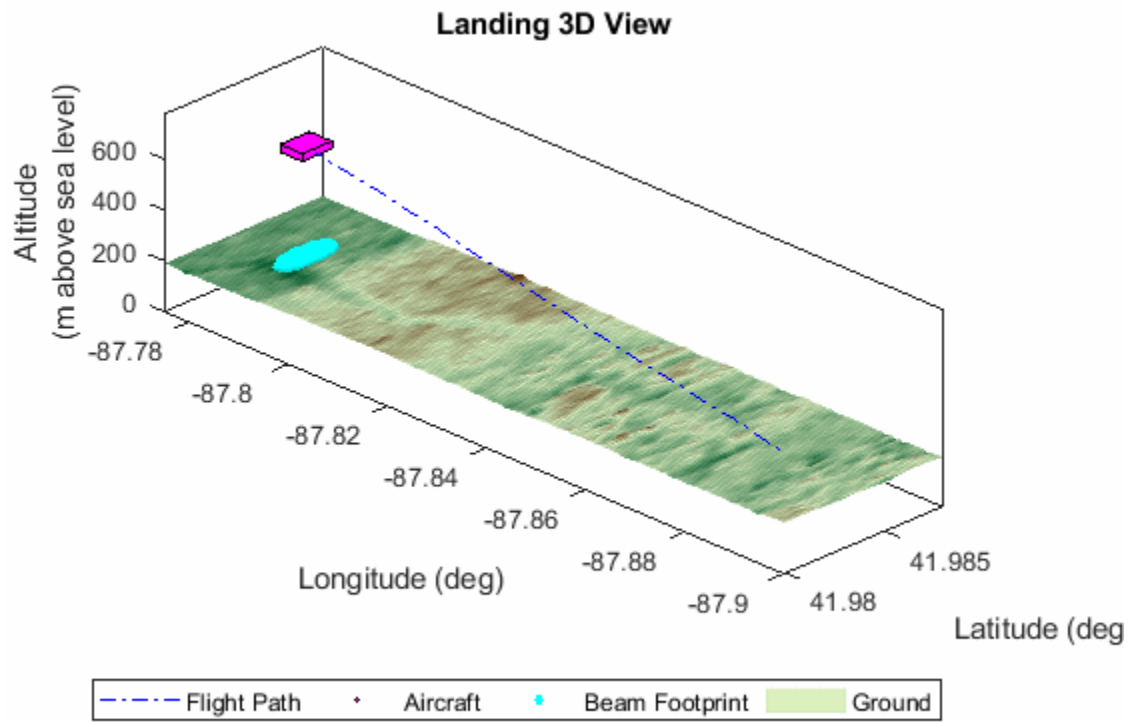 Landing 3D View
Altitude
(m above sea level)
600
400
200
0
-87.78
-87.8
-87.82
-87.84
-87.86
-87.88
-87.9
Longitude (deg)
41.98
41.985
Latitude (deg
Flight Path Aircraft Beam Footprint Ground